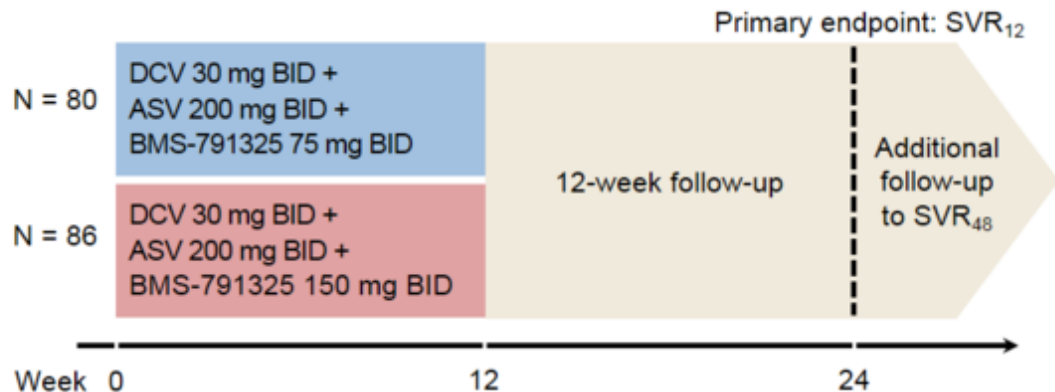 Primary endpoint: SVR12
N = 80
DCV 30 mg BID +
ASV 200 mg BID +
BMS-791325 75 mg BID
N = 86
DCV 30 mg BID +
ASV 200 mg BID +
BMS-791325 150 mg BID
12-week follow-up
Additional
follow-up
to SVR48
Week 0 12 24